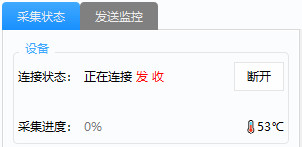 采集状态 发送监控
设备
连接状态： 正在连接 发 收 断开
采集进度： 0% 53℃